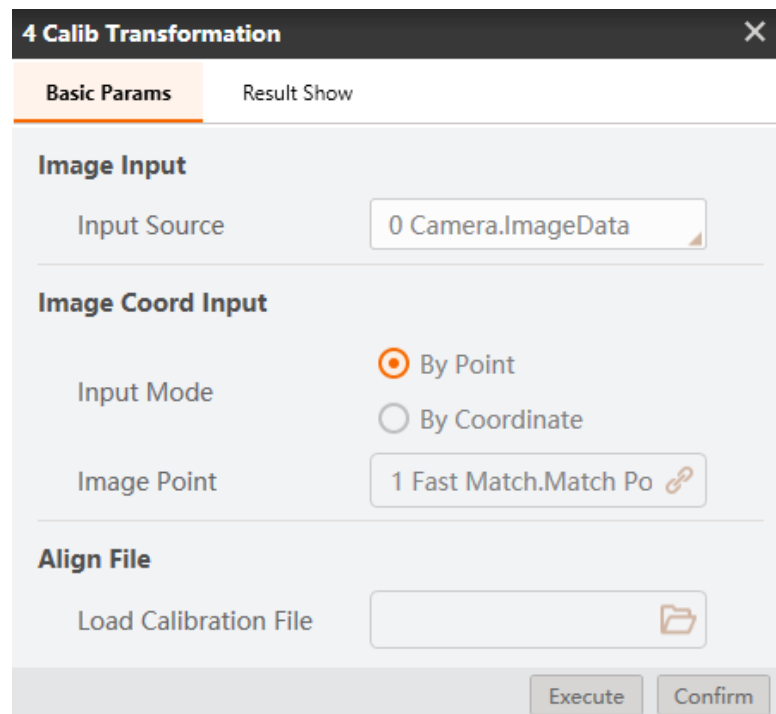 4 Calib Transformation
Basic Params Result Show
Image Input
Input Source 0 Camera.ImageData
Image Coord Input
By Point
Input Mode
By Coordinate
Image Point 1 Fast Match.Match Po
Align File
Load Calibration File
Execute Confirm